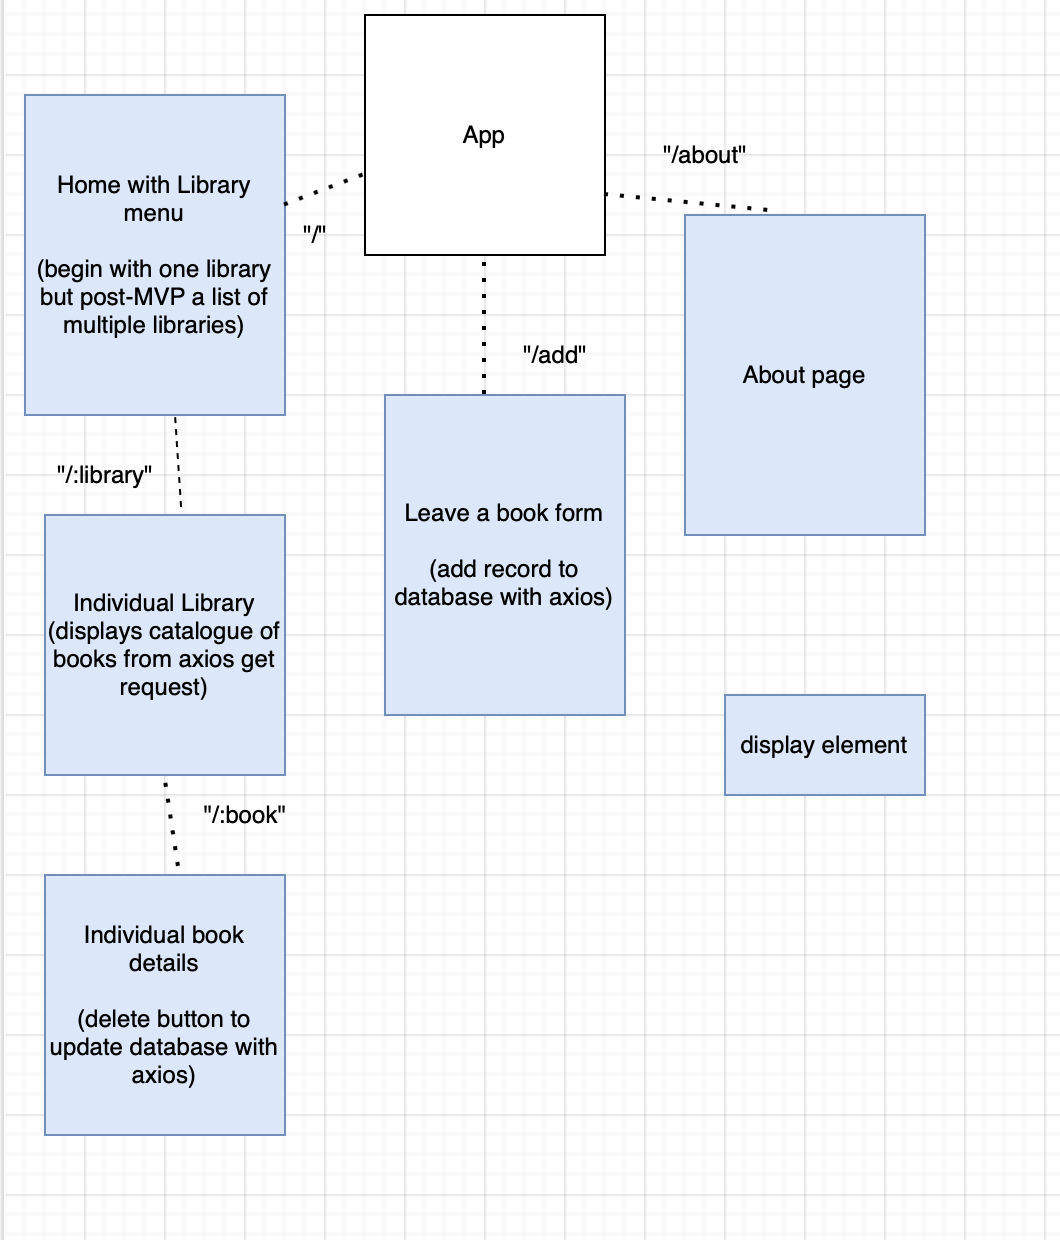 App
"/about"
Home with Library
menu
(begin with one library
but post-MVP a list of
multiple libraries)
"/"
"/add"
About page
"/:library"
Leave a book form
(add record to
database with axios)
Individual Library
(displays catalogue of
books from axios get
request)
display element
"/:book"
Individual book
details
(delete button to
update database with
axios)